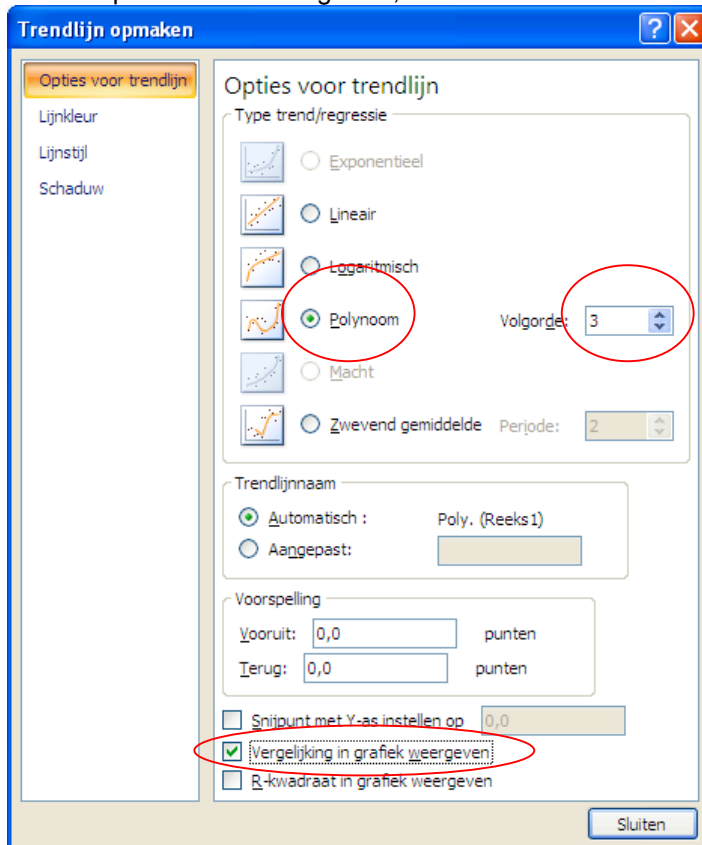 Trendlijn opmaken
Opties voor trendlijn
Lijnkleur
Lijnstijl
Schaduw
Opties voor trendlijn
Type trend/regressie
Exponentieel
Lineair
Logaritmisch
Polynoom Volgorde: 3
Macht
Zwevend gemiddelde Periode: 2
Trendlijnnaam
Automatisch : Poly. (Reeks1)
Aangepast:
Voorspelling
Vooruit: 0,0 punten
Terug: 0,0 punten
Snijpunt met Y-as instellen op 0,0
Vergelijking in grafiek weergeven
R-kwadraat in grafiek weergeven
Sluiten